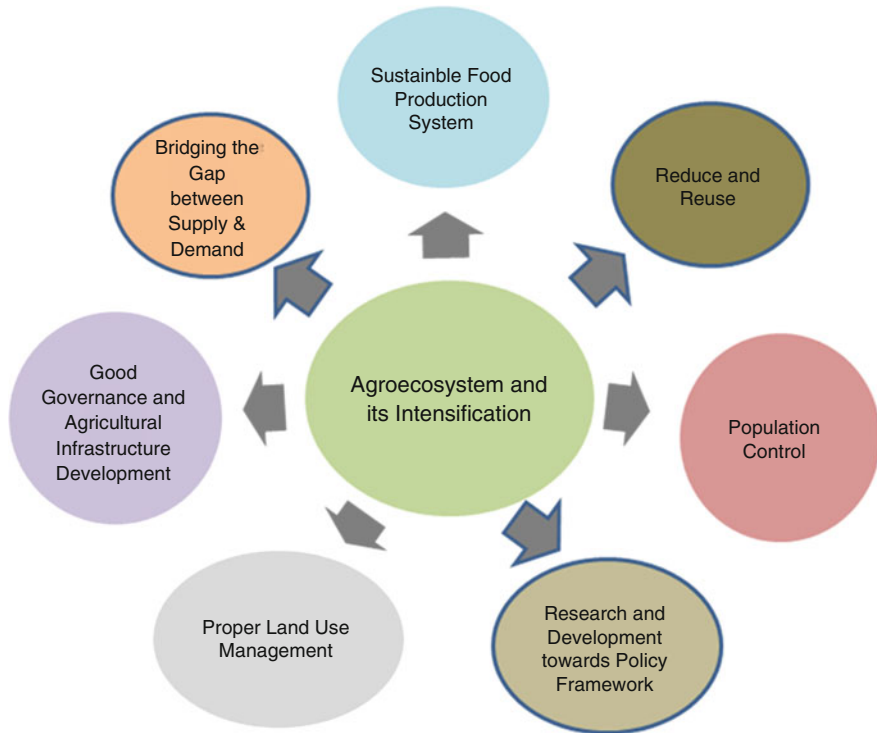 Sustainble Food
Production
System
Bridging the
Gap
between
Supply &
Demand
Reduce and
Reuse
Good
Governance and
Agricultural
Infrastructure
Development
Agroecosystem and
its Intensification
Population
Control
Proper Land Use
Management
Research and
Development
towards Policy
Framework